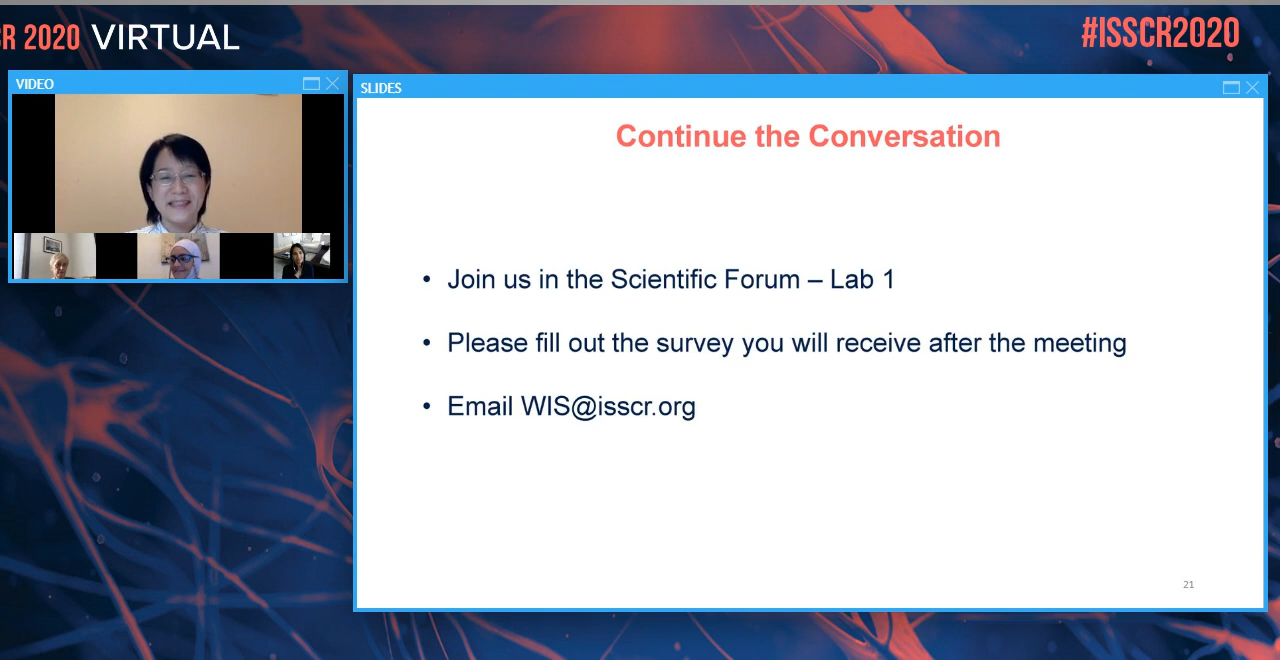 R 2020 VIRTUAL
#ISSCR2020
VIDEO
SLIDES
Continue the Conversation
• Join us in the Scientific Forum – Lab 1
• Please fill out the survey you will receive after the meeting
• Email WIS@isscr.org
21